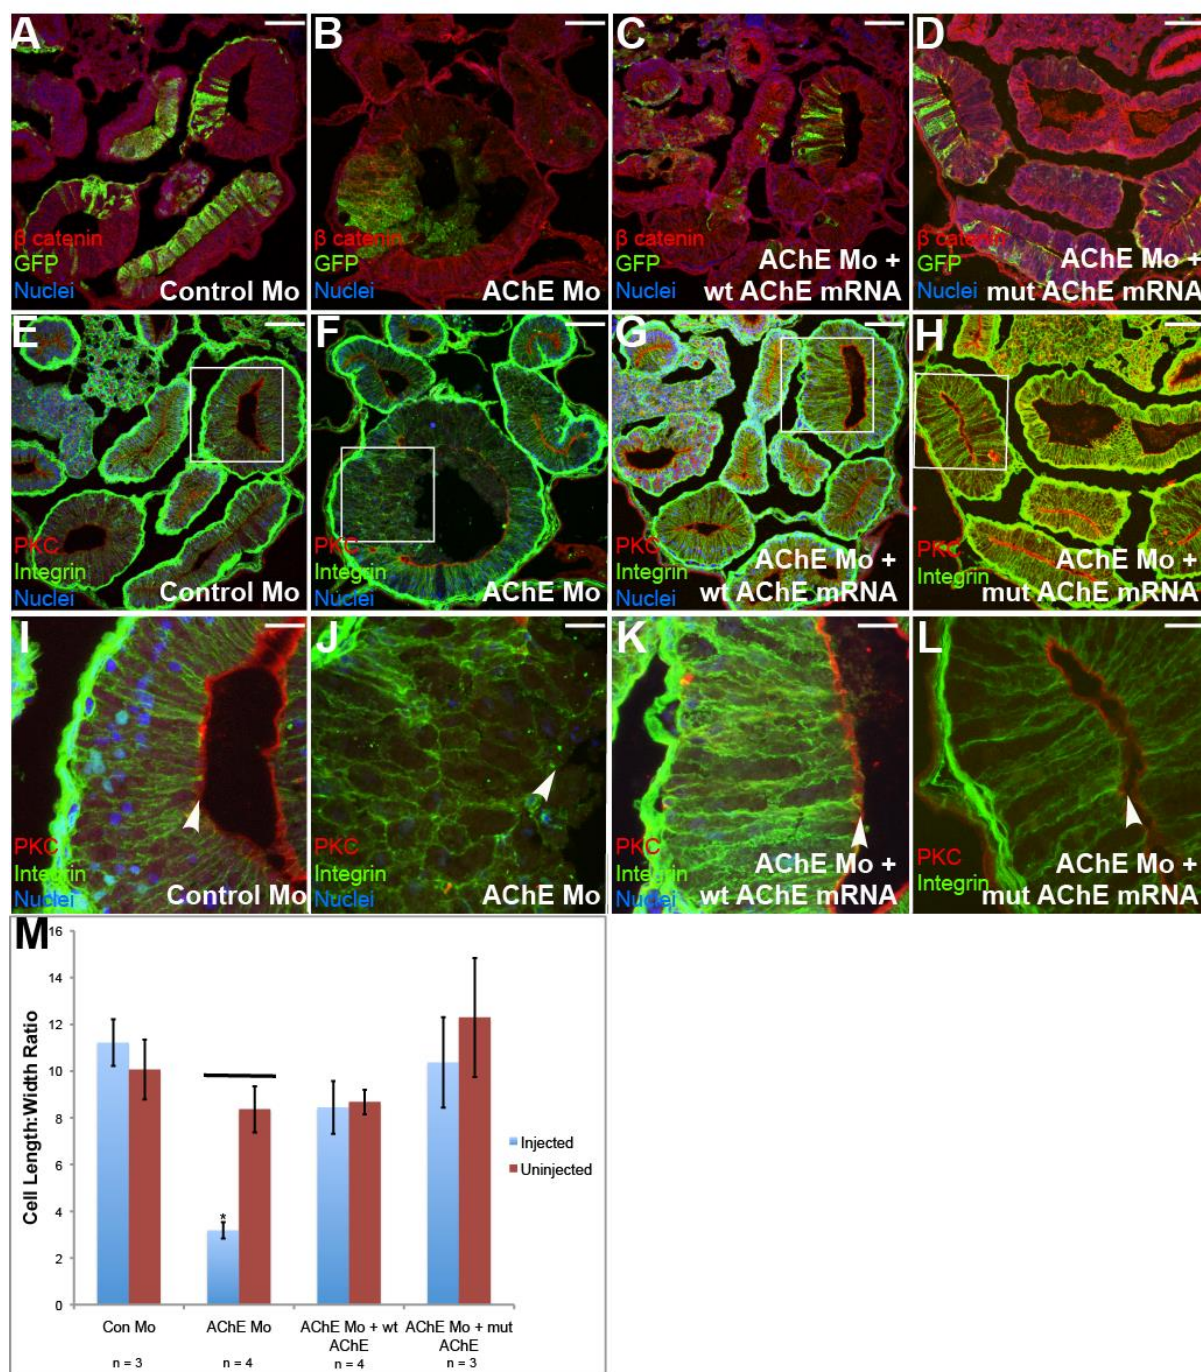 A
β catenin
GFP
Nuclei
Control Mo
B
β catenin
GFP
Nuclei
AChE Mo
C
β catenin
GFP
Nuclei
AChE Mo +
wt AChE mRNA
D
β catenin
GFP
Nuclei
AChE Mo +
mut AChE mRNA
E
PKC
Integrin
Nuclei
Control Mo
F
PKC
Integrin
Nuclei
AChE Mo
G
PKC
Integrin
Nuclei
AChE Mo +
wt AChE mRNA
H
PKC
Integrin
AChE Mo +
mut AChE mRNA
I
PKC
Integrin
Nuclei
Control Mo
J
PKC
Integrin
Nuclei
AChE Mo
K
PKC
Integrin
Nuclei
AChE Mo +
wt AChE mRNA
L
PKC
Integrin
AChE Mo +
mut AChE mRNA
M
Cell Length:Width Ratio
16
14
12
10
8
6
4
2
0
*
Injected
Uninjected
Con Mo
n = 3
AChE Mo
n = 4
AChE Mo + wt
AChE
n = 4
AChE Mo + mut
AChE
n = 3